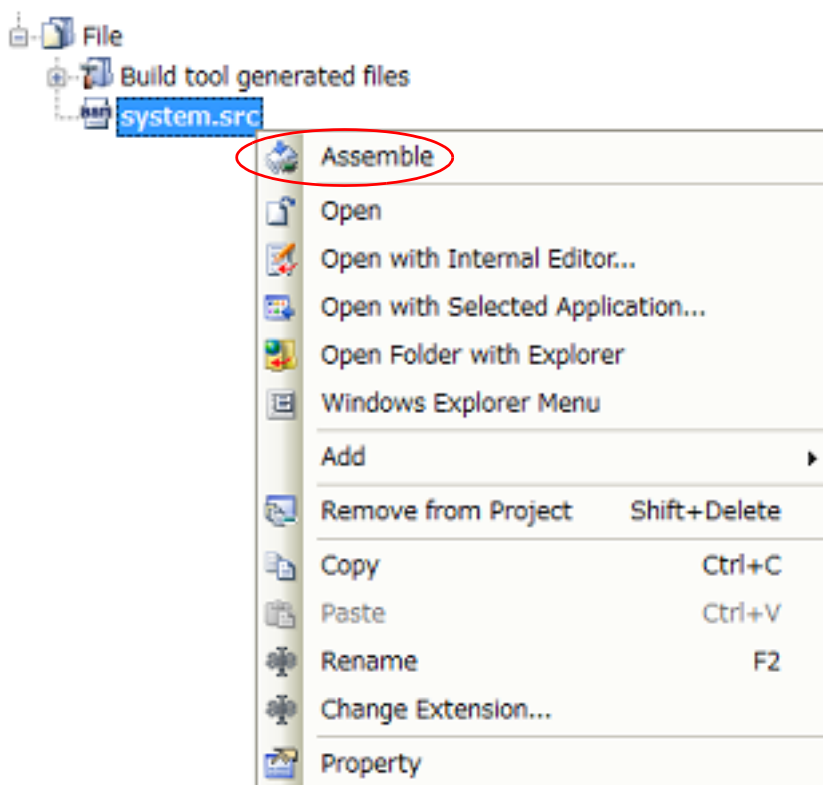 File
Build tool generated files
system.src
Assemble
Open
Open with Internal Editor...
Open with Selected Application...
Open Folder with Explorer
Windows Explorer Menu
Add
Remove from Project Shift+Delete
Copy Ctrl+C
Paste Ctrl+V
Rename F2
Change Extension...
Property